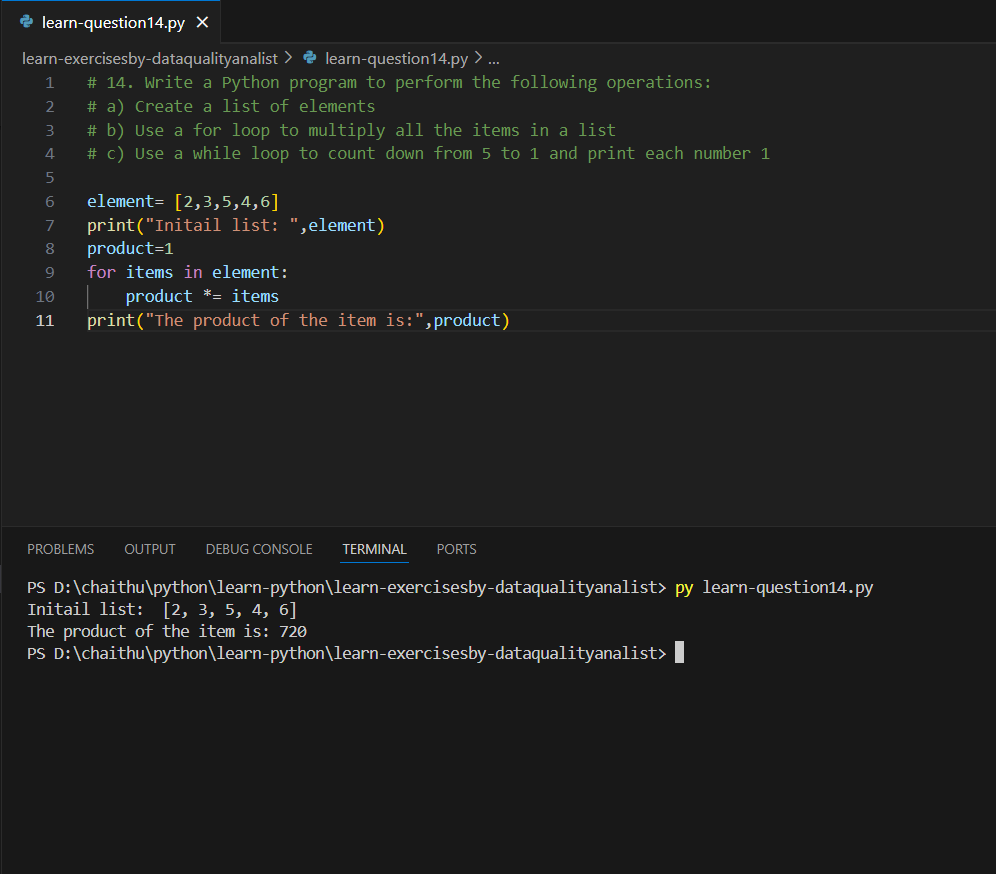 learn-question14.py ×
learn-exercisesby-dataqualityanalist > learn-question14.py > ...
1 # 14. Write a Python program to perform the following operations:
2 # a) Create a list of elements
3 # b) Use a for loop to multiply all the items in a list
4 # c) Use a while loop to count down from 5 to 1 and print each number 1
5
6 element= [2,3,5,4,6]
7 print("Initail list: ",element)
8 product=1
9 for items in element:
10     product *= items
11 print("The product of the item is:",product)
PROBLEMS OUTPUT DEBUG CONSOLE TERMINAL PORTS
PS D:\chaithu\python\learn-python\learn-exercisesby-dataqualityanalist> py learn-question14.py
Initail list:  [2, 3, 5, 4, 6]
The product of the item is: 720
PS D:\chaithu\python\learn-python\learn-exercisesby-dataqualityanalist>